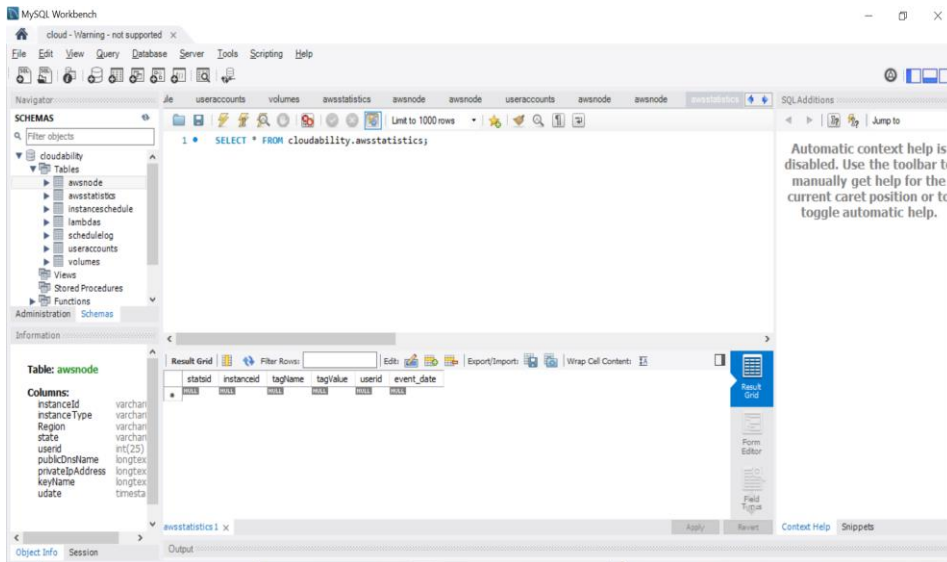 MySQL Workbench
cloud - Warning - not supported ×
File Edit View Query Database Server Tools Scripting Help
Navigator
SCHEMAS
Filter objects
cloudability
Tables
awsnode
awsstatistics
instanceschedule
lambdas
schedulelog
useraccounts
volumes
Views
Stored Procedures
Functions
Administration Schemas
Information
Table: awsnode
Columns:
instanceId varchar
instanceType varchar
Region varchar
state varchar
userid int(25)
publicDnsName longtex
privateIpAddress longtex
keyName longtex
udate timesta
Object Info Session
ule useraccounts volumes awsstatistics awsnode awsnode useraccounts awsnode awsnode awsstatistics
Limit to 1000 rows
1 SELECT * FROM cloudability.awsstatistics;
Result Grid Filter Rows: Edit: Export/Import: Wrap Cell Content:
statsid instanceid tagName tagValue userid event_date
NULL NULL NULL NULL NULL NULL
Result
Grid
Form
Editor
Field
Types
awsstatistics 1 ×
Apply Revert
Output
SQLAdditions
Jump to
Automatic context help is
disabled. Use the toolbar to
manually get help for the
current caret position or to
toggle automatic help.
Context Help Snippets